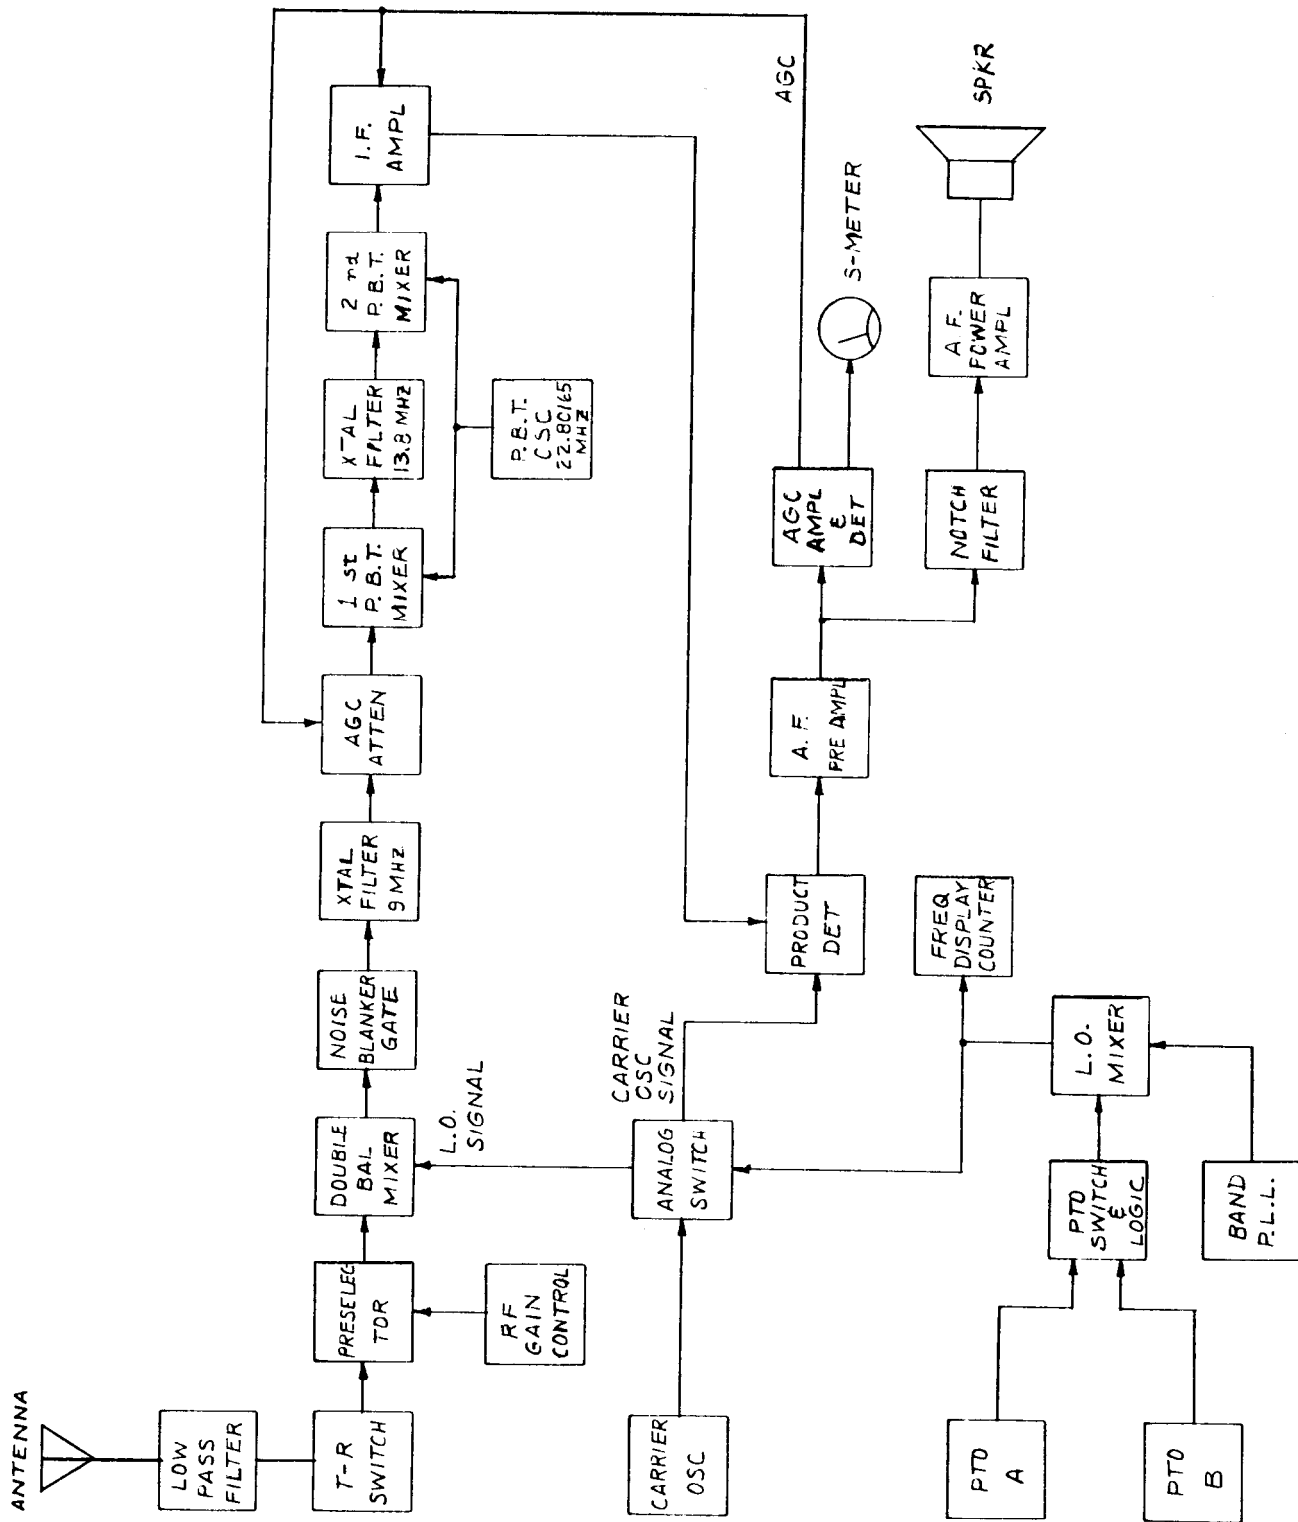 ANTENNA
LOW
PASS
FILTER
T-R
SWITCH
PRESELEC
TOR
RF
GAIN
CONTROL
DOUBLE
BAL
MIXER
L.O.
SIGNAL
NOISE
BLANKER
GATE
XTAL
FILTER
9 MHZ
AGC
ATTEN
1 st
P.B.T.
MIXER
XTAL
FILTER
13.8 MHZ
2 nd
P.B.T.
MIXER
P.B.T.
OSC
22.80165
MHZ
I.F.
AMPL
CARRIER
OSC
ANALOG
SWITCH
CARRIER
OSC
SIGNAL
PRODUCT
DET
A.F.
PRE AMPL
AGC
AMPL
&
DET
AGC
S-METER
NOTCH
FILTER
A.F.
POWER
AMPL
SPKR
PTO
A
PTO
B
PTO
SWITCH
&
LOGIC
BAND
P.L.L.
L.O.
MIXER
FREQ
DISPLAY
COUNTER